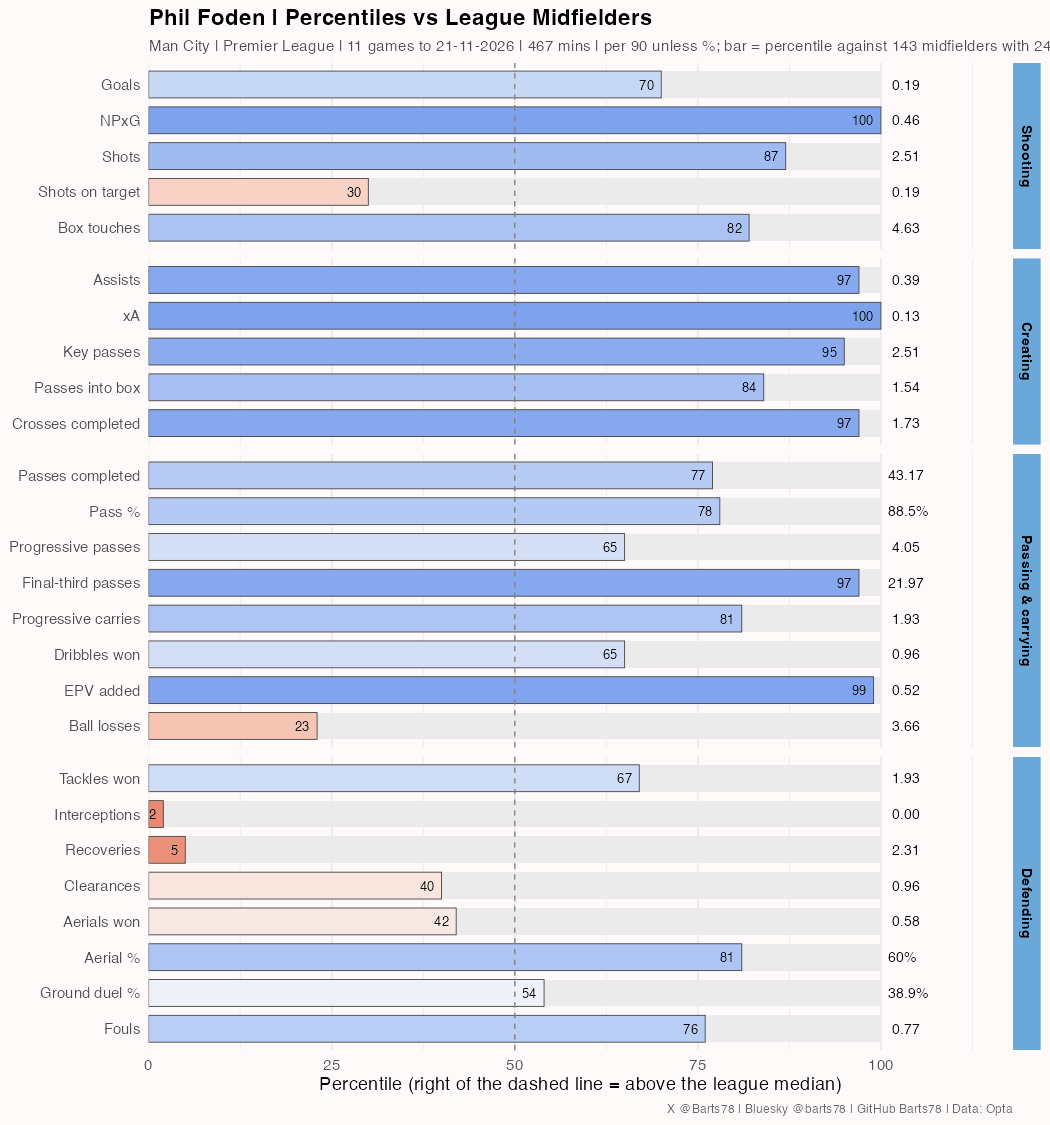 Phil Foden | Percentiles vs League Midfielders
Man City | Premier League | 11 games to 21-11-2026 | 467 mins | per 90 unless %; bar = percentile against 143 midfielders with 24
Goals 70 0.19
NPxG 100 0.46
Shots 87 2.51
Shots on target 30 0.19
Box touches 82 4.63
Shooting
Assists 97 0.39
xA 100 0.13
Key passes 95 2.51
Passes into box 84 1.54
Crosses completed 97 1.73
Creating
Passes completed 77 43.17
Pass % 78 88.5%
Progressive passes 65 4.05
Final-third passes 97 21.97
Progressive carries 81 1.93
Dribbles won 65 0.96
EPV added 99 0.52
Ball losses 23 3.66
Passing & carrying
Tackles won 67 1.93
Interceptions 2 0.00
Recoveries 5 2.31
Clearances 40 0.96
Aerials won 42 0.58
Aerial % 81 60%
Ground duel % 54 38.9%
Fouls 76 0.77
Defending
0 25 50 75 100
Percentile (right of the dashed line = above the league median)
X @Barts78 | Bluesky @barts78 | GitHub Barts78 | Data: Opta